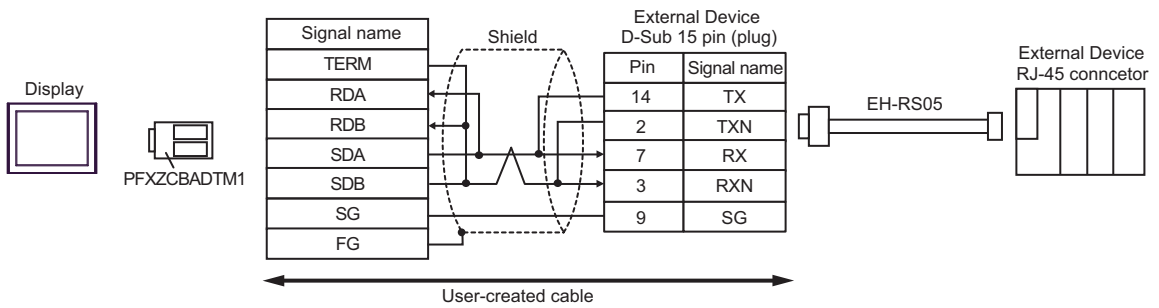 Display
PFXZCBADTM1
Signal name
TERM
RDA
RDB
SDA
SDB
SG
FG
Shield
External Device
D-Sub 15 pin (plug)
Pin Signal name
14 TX
2 TXN
7 RX
3 RXN
9 SG
EH-RS05
External Device
RJ-45 conncetor
User-created cable